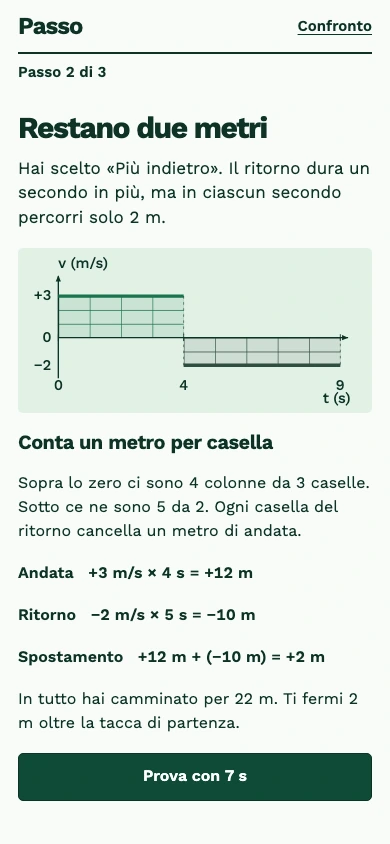 Passo
Confronto
Passo 2 di 3
Restano due metri
Hai scelto «Più indietro». Il ritorno dura un
secondo in più, ma in ciascun secondo
percorri solo 2 m.
v (m/s)
+3
0
−2
0
4
9
t (s)
Conta un metro per casella
Sopra lo zero ci sono 4 colonne da 3 caselle.
Sotto ce ne sono 5 da 2. Ogni casella del
ritorno cancella un metro di andata.
Andata +3 m/s × 4 s = +12 m
Ritorno −2 m/s × 5 s = −10 m
Spostamento +12 m + (−10 m) = +2 m
In tutto hai camminato per 22 m. Ti fermi 2
m oltre la tacca di partenza.
Prova con 7 s